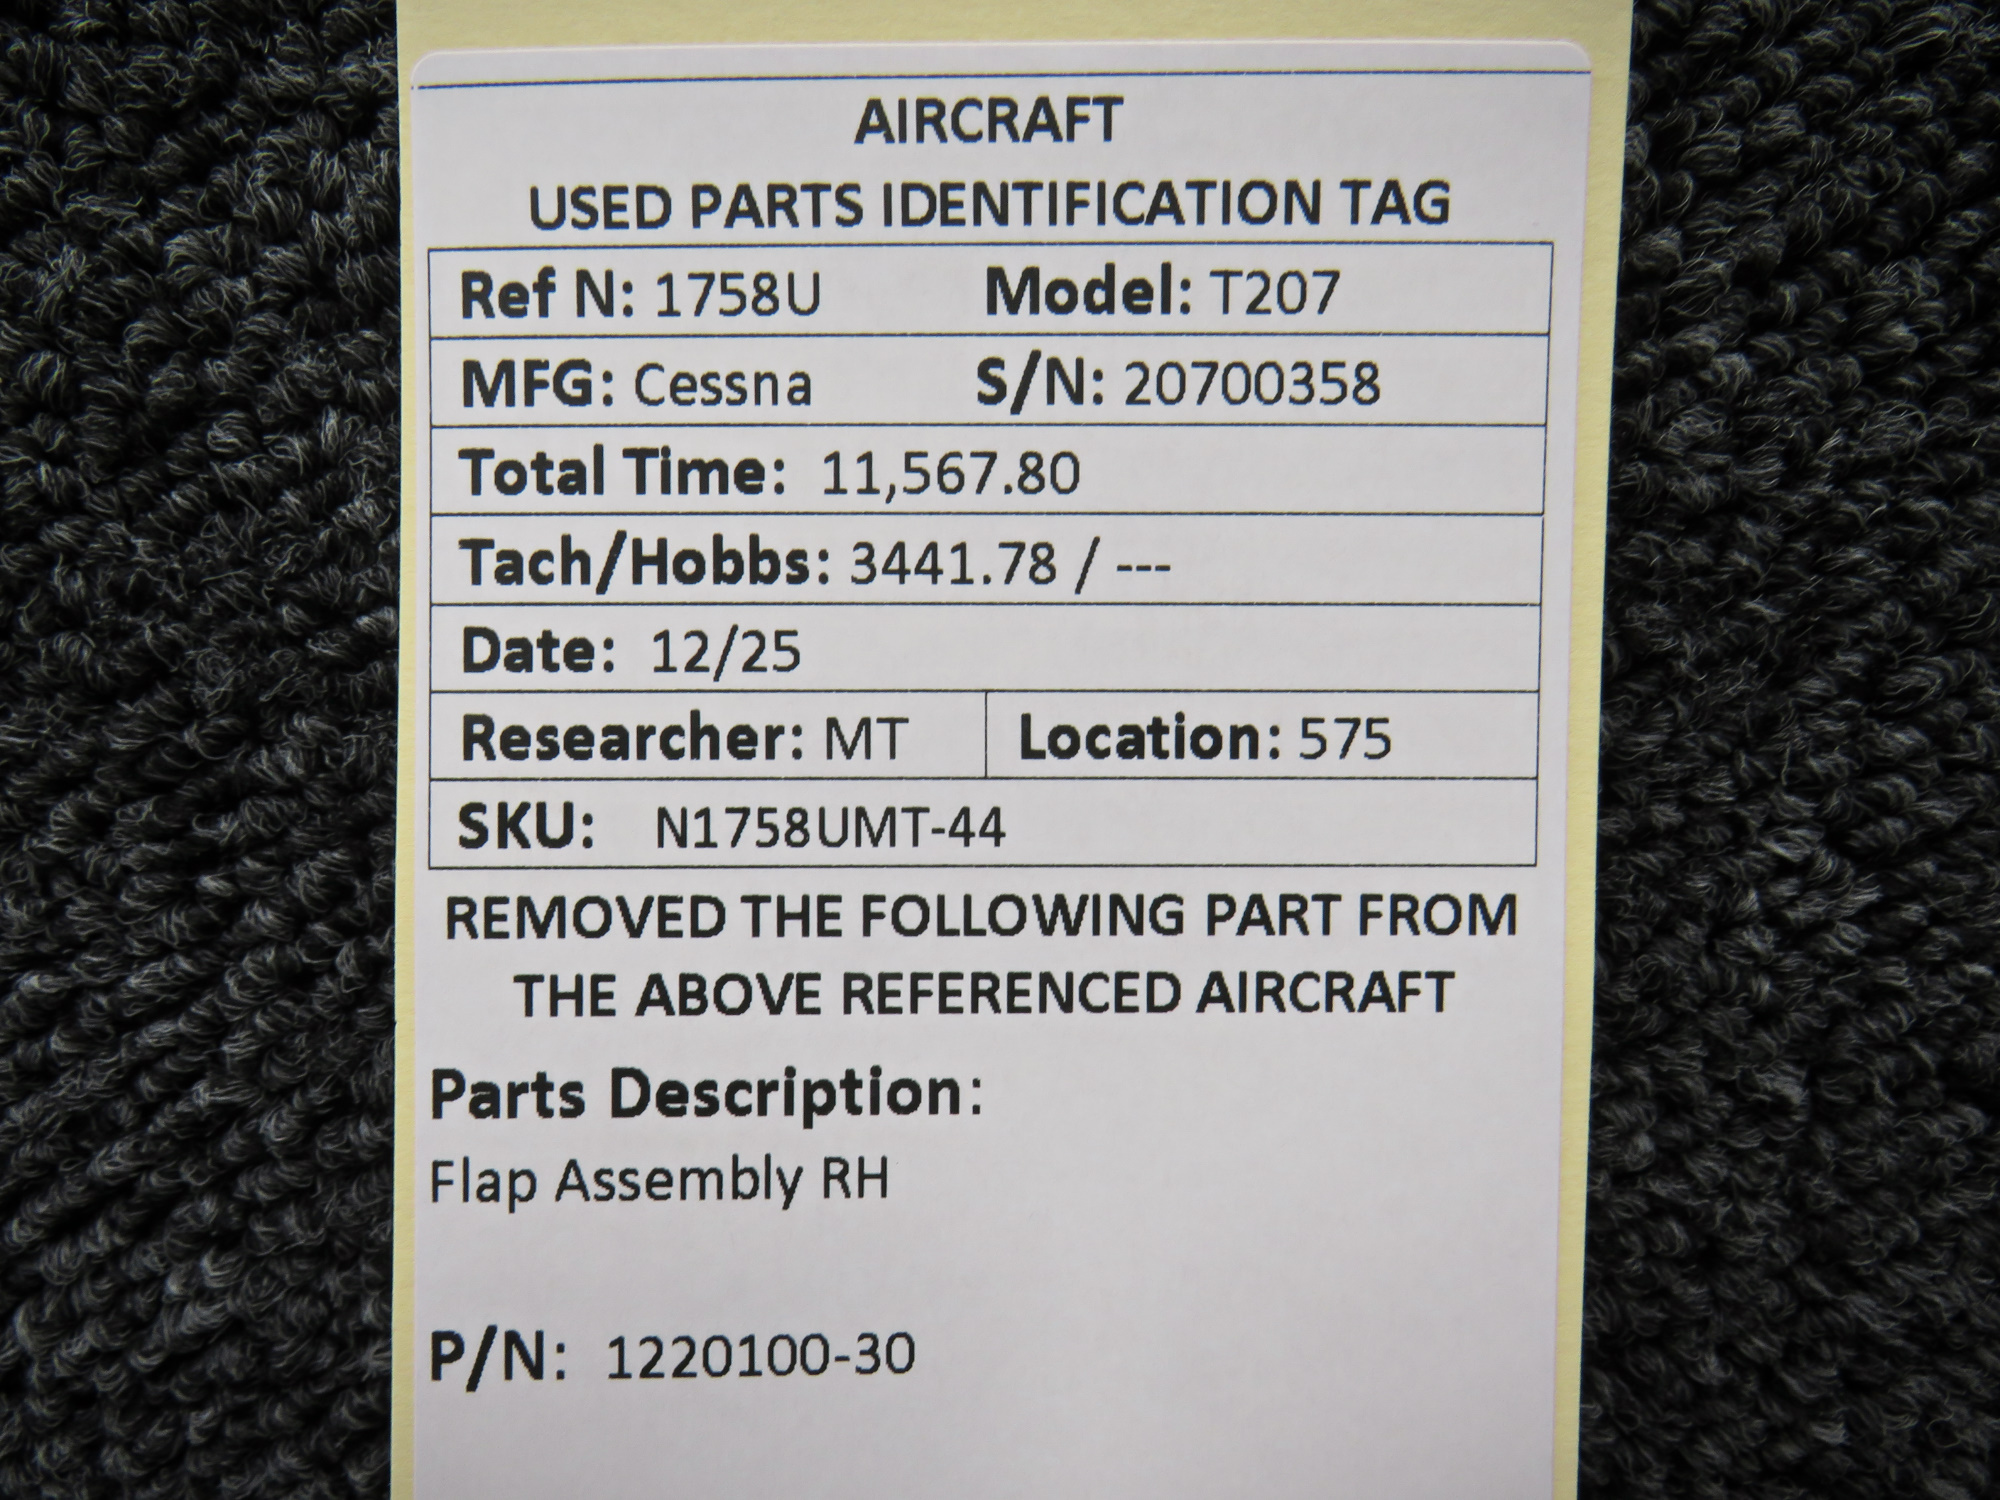 AIRCRAFT
USED PARTS IDENTIFICATION TAG
Ref N: 1758U Model: T207
MFG: Cessna S/N: 20700358
Total Time: 11,567.80
Tach/Hobbs: 3441.78 / ---
Date: 12/25
Researcher: MT Location: 575
SKU: N1758UMT-44
REMOVED THE FOLLOWING PART FROM
THE ABOVE REFERENCED AIRCRAFT
Parts Description:
Flap Assembly RH
P/N: 1220100-30